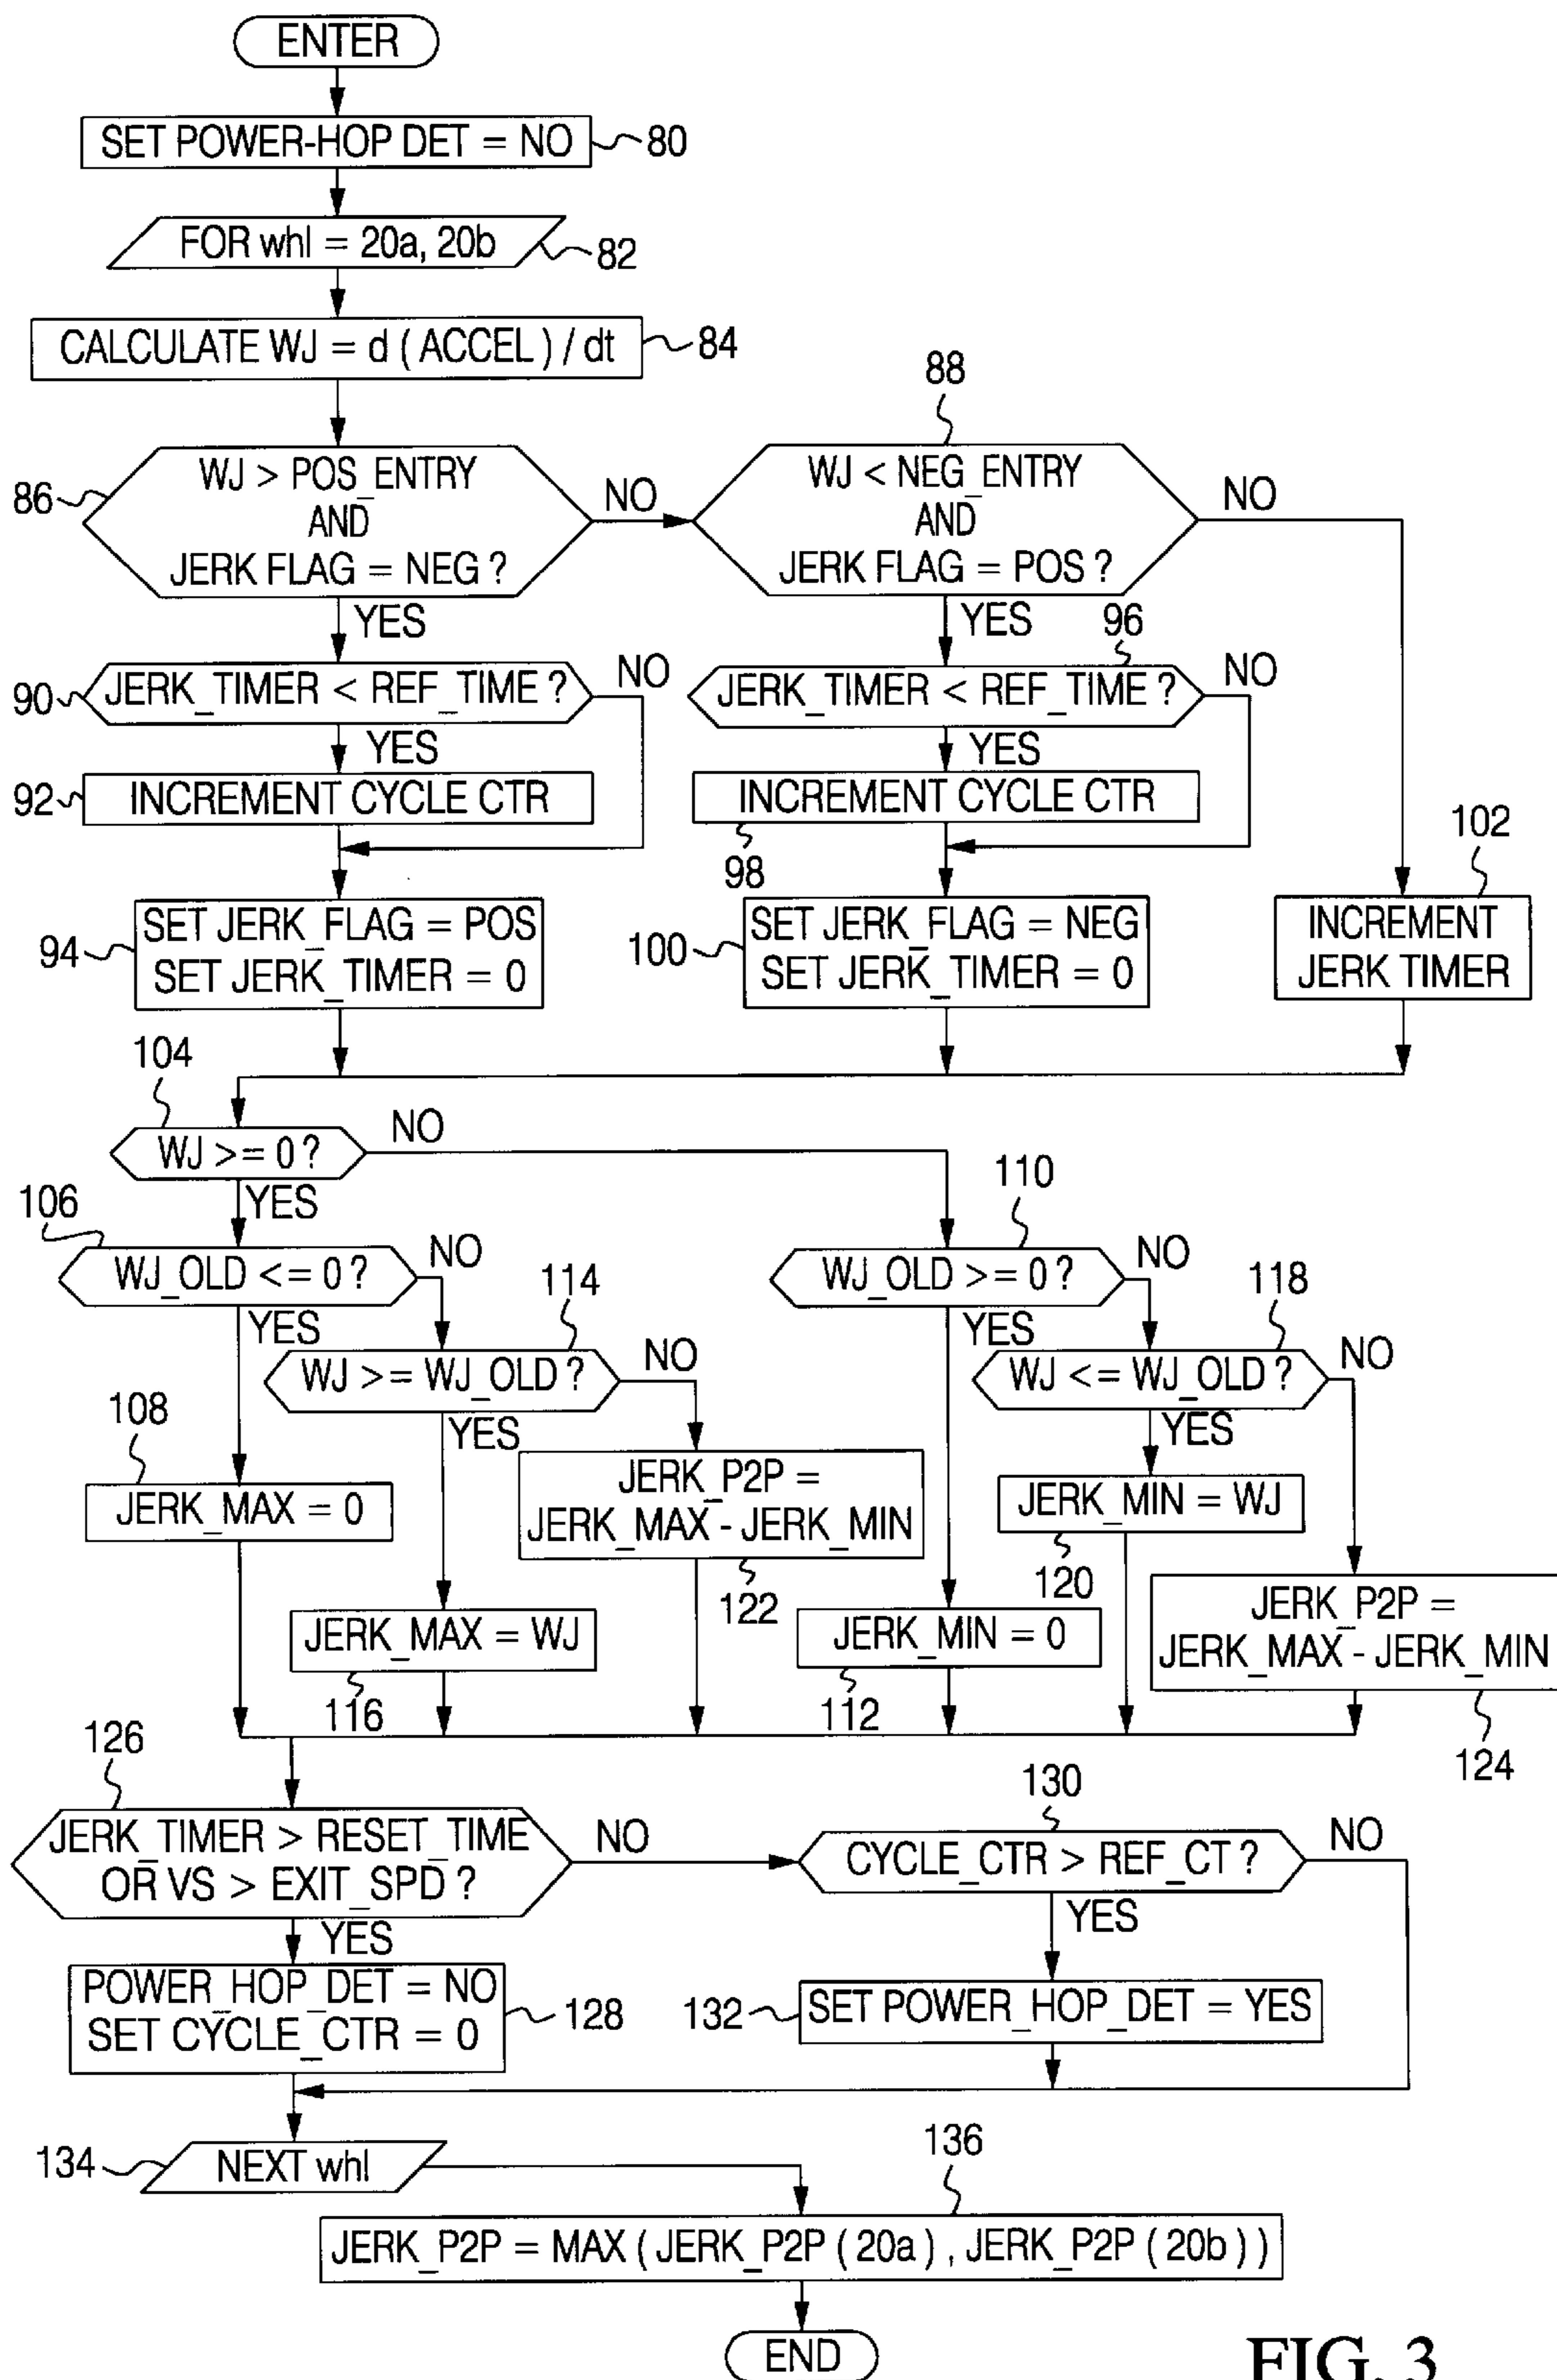 ENTER
SET POWER-HOP DET = NO
80
FOR whl = 20a, 20b
82
CALCULATE WJ = d ( ACCEL ) / dt
84
88
86
WJ > POS_ENTRY
AND
JERK FLAG = NEG ?
NO
WJ < NEG_ENTRY
AND
JERK FLAG = POS ?
NO
YES
YES
96
90
JERK_TIMER < REF_TIME ?
NO
JERK_TIMER < REF_TIME ?
NO
YES
YES
92
INCREMENT CYCLE CTR
INCREMENT CYCLE CTR
98
102
94
SET JERK_FLAG = POS
SET JERK_TIMER = 0
100
SET JERK_FLAG = NEG
SET JERK_TIMER = 0
INCREMENT
JERK TIMER
104
WJ >= 0 ?
NO
YES
106
110
WJ_OLD <= 0 ?
NO
WJ_OLD >= 0 ?
NO
114
118
YES
YES
WJ >= WJ_OLD ?
NO
WJ <= WJ_OLD ?
NO
108
YES
YES
JERK_MAX = 0
JERK_P2P =
JERK_MAX - JERK_MIN
122
JERK_MIN = WJ
120
JERK_MAX = WJ
116
JERK_MIN = 0
112
JERK_P2P =
JERK_MAX - JERK_MIN
124
126
130
JERK_TIMER > RESET_TIME
OR VS > EXIT_SPD ?
NO
CYCLE_CTR > REF_CT ?
NO
YES
YES
POWER_HOP_DET = NO
SET CYCLE_CTR = 0
128
132
SET POWER_HOP_DET = YES
134
NEXT whl
136
JERK_P2P = MAX ( JERK_P2P ( 20a ) , JERK_P2P ( 20b ) )
END
FIG. 3